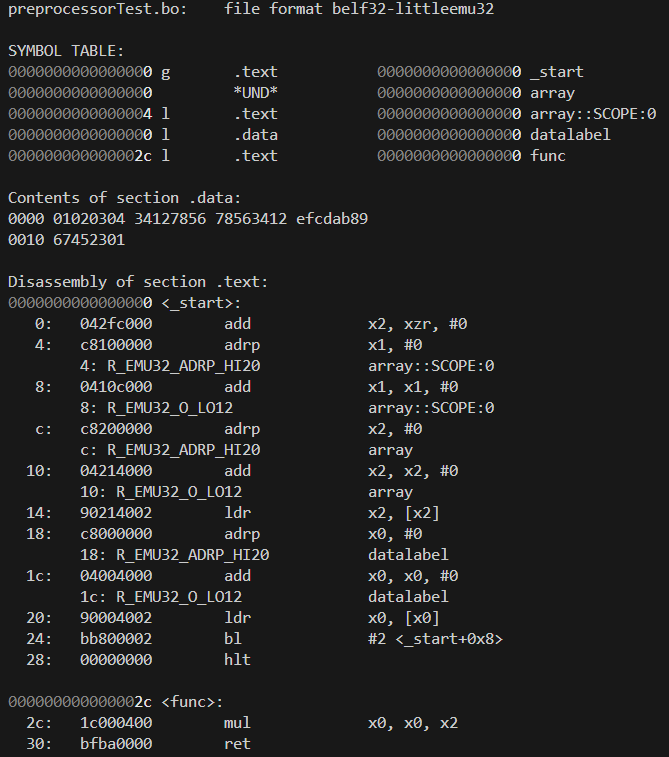 preprocessorTest.bo:    file format belf32-littleemu32
SYMBOL TABLE:
0000000000000000 g       .text          0000000000000000 _start
0000000000000000         *UND*          0000000000000000 array
0000000000000004 l       .text          0000000000000000 array::SCOPE:0
0000000000000000 l       .data          0000000000000000 datalabel
000000000000002c l       .text          0000000000000000 func
Contents of section .data:
0000 01020304 34127856 78563412 efcdab89
0010 67452301
Disassembly of section .text:
0000000000000000 <_start>:
   0:   042fc000        add             x2, xzr, #0
   4:   c8100000        adrp            x1, #0
        4: R_EMU32_ADRP_HI20            array::SCOPE:0
   8:   0410c000        add             x1, x1, #0
        8: R_EMU32_O_LO12               array::SCOPE:0
   c:   c8200000        adrp            x2, #0
        c: R_EMU32_ADRP_HI20            array
  10:   04214000        add             x2, x2, #0
        10: R_EMU32_O_LO12              array
  14:   90214002        ldr             x2, [x2]
  18:   c8000000        adrp            x0, #0
        18: R_EMU32_ADRP_HI20           datalabel
  1c:   04004000        add             x0, x0, #0
        1c: R_EMU32_O_LO12              datalabel
  20:   90004002        ldr             x0, [x0]
  24:   bb800002        bl              #2 <_start+0x8>
  28:   00000000        hlt
000000000000002c <func>:
  2c:   1c000400        mul             x0, x0, x2
  30:   bfba0000        ret